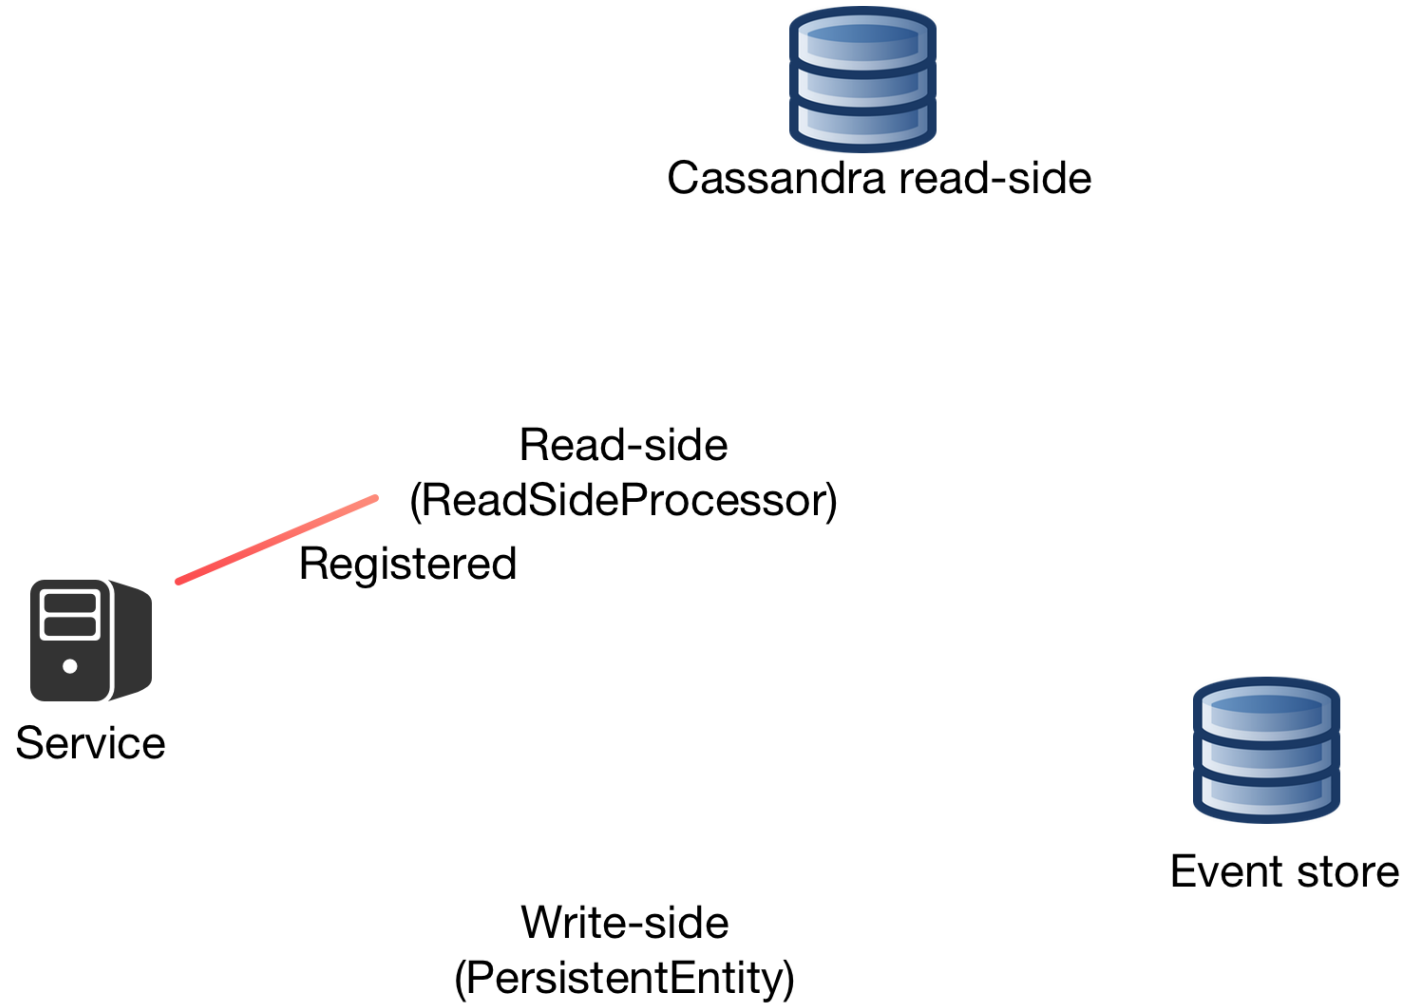 Cassandra read-side
Read-side
(ReadSideProcessor)
Registered
Service
Event store
Write-side
(PersistentEntity)